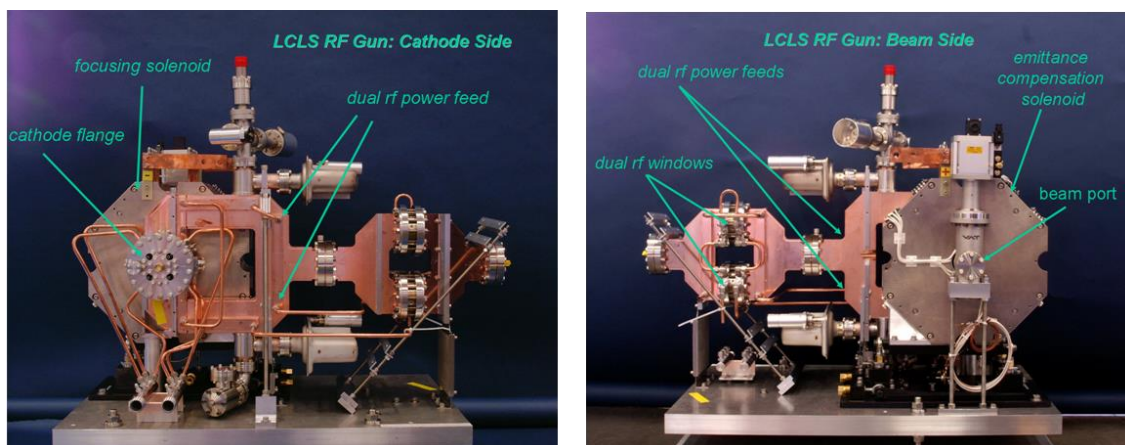 LCLS RF Gun: Cathode Side
focusing solenoid
dual rf power feed
cathode flange
LCLS RF Gun: Beam Side
dual rf power feeds
emittance
compensation
solenoid
dual rf windows
beam port